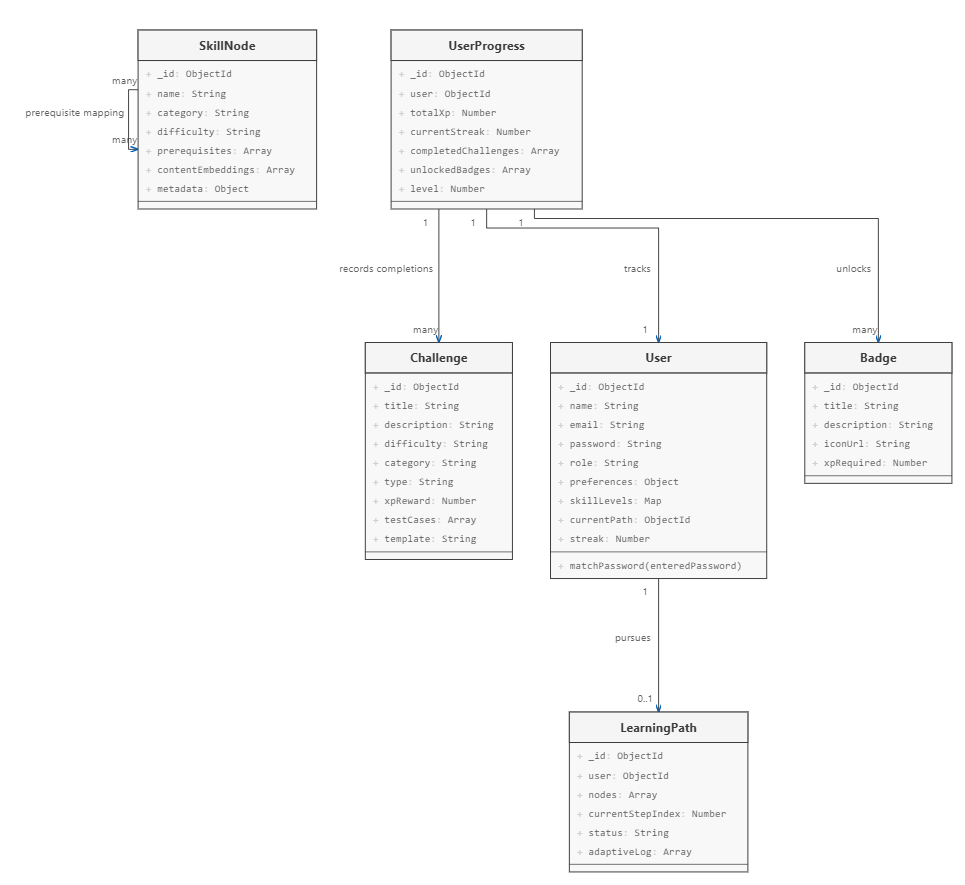 SkillNode
+ _id: ObjectId
+ name: String
+ category: String
+ difficulty: String
+ prerequisites: Array
+ contentEmbeddings: Array
+ metadata: Object
many
prerequisite mapping
many
UserProgress
+ _id: ObjectId
+ user: ObjectId
+ totalXp: Number
+ currentStreak: Number
+ completedChallenges: Array
+ unlockedBadges: Array
+ level: Number
1
1
1
records completions
tracks
unlocks
many
1
many
Challenge
+ _id: ObjectId
+ title: String
+ description: String
+ difficulty: String
+ category: String
+ type: String
+ xpReward: Number
+ testCases: Array
+ template: String
User
+ _id: ObjectId
+ name: String
+ email: String
+ password: String
+ role: String
+ preferences: Object
+ skillLevels: Map
+ currentPath: ObjectId
+ streak: Number
+ matchPassword(enteredPassword)
Badge
+ _id: ObjectId
+ title: String
+ description: String
+ iconUrl: String
+ xpRequired: Number
1
pursues
0..1
LearningPath
+ _id: ObjectId
+ user: ObjectId
+ nodes: Array
+ currentStepIndex: Number
+ status: String
+ adaptiveLog: Array